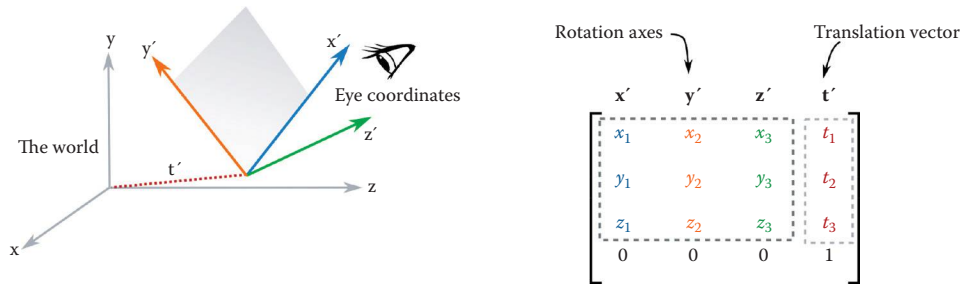 y
y´
x´
Eye coordinates
z´
The world
t´
z
x
Rotation axes
Translation vector
x´ y´ z´ t´
x₁ x₂ x₃ t₁
y₁ y₂ y₃ t₂
z₁ z₂ z₃ t₃
0 0 0 1